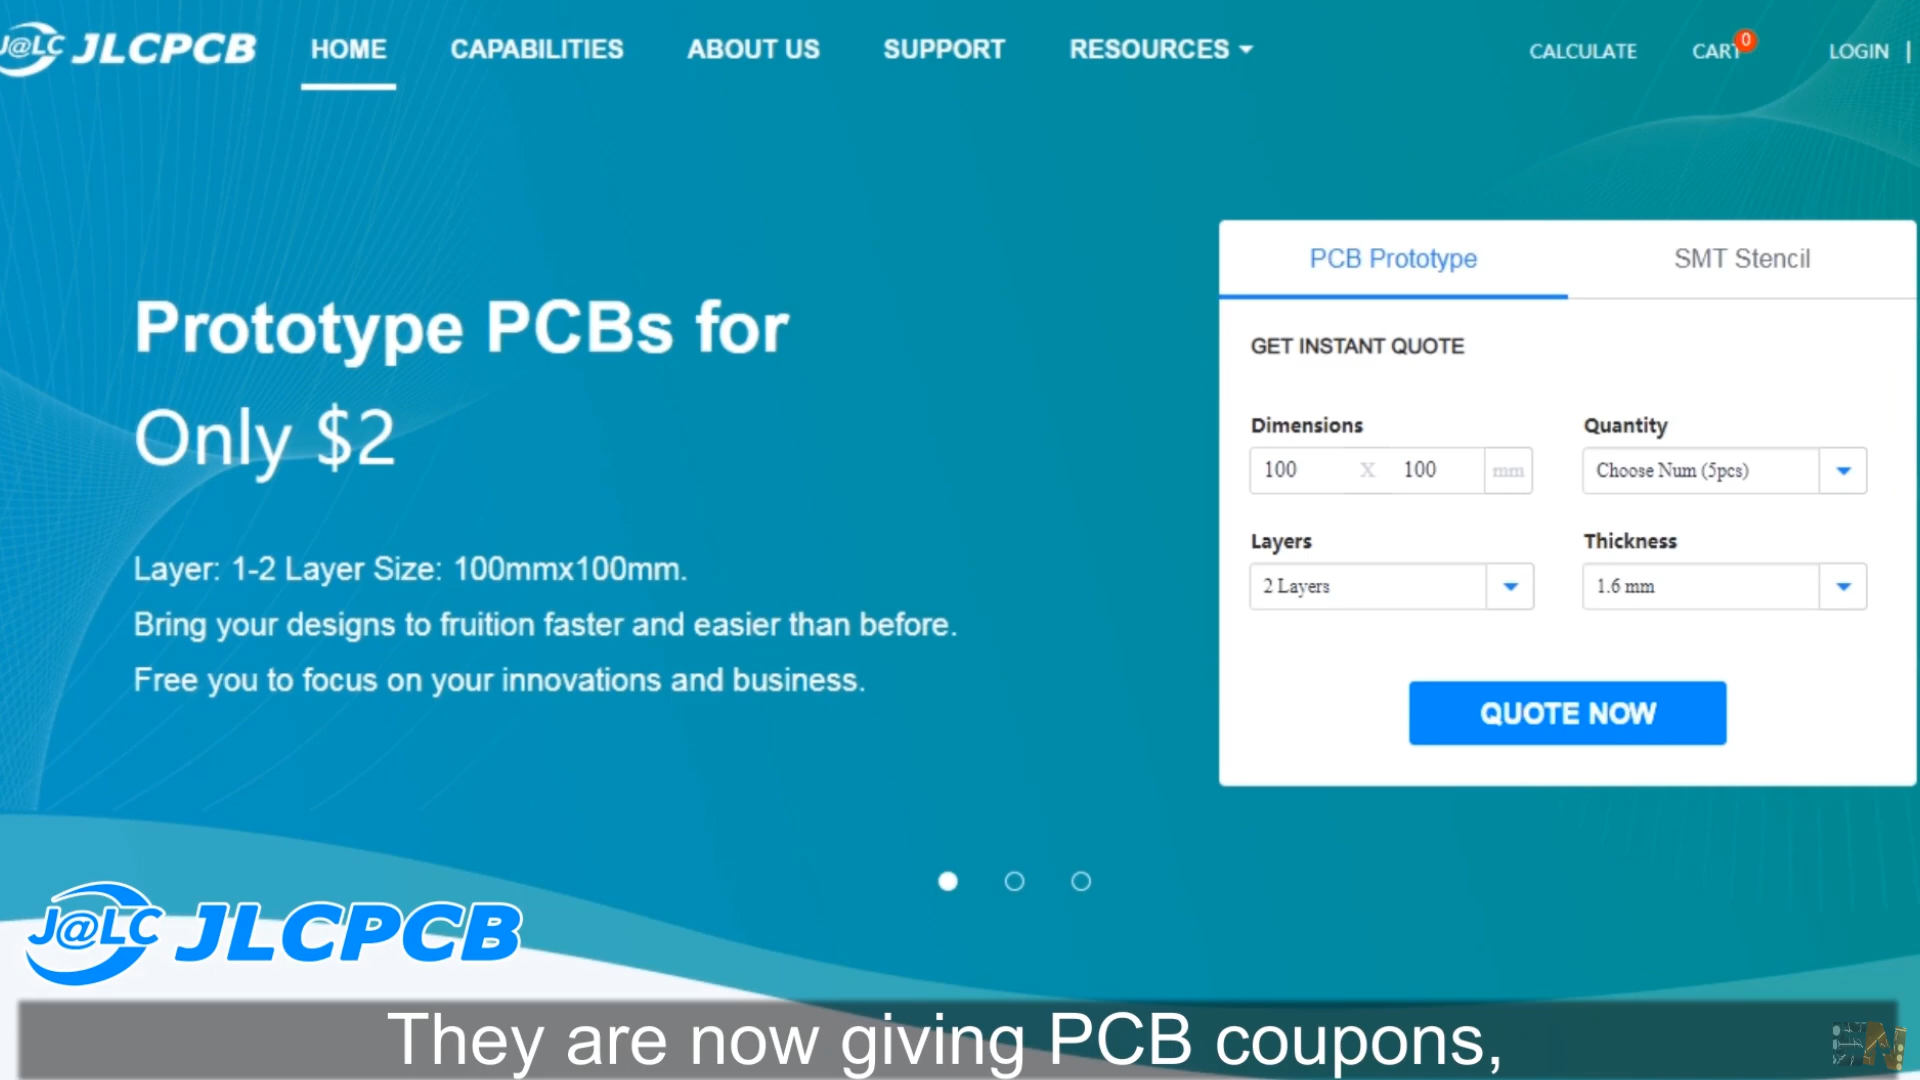 J@LC JLCPCB HOME CAPABILITIES ABOUT US SUPPORT RESOURCES CALCULATE CART 0 LOGIN |
PCB Prototype SMT Stencil
Prototype PCBs for
Only $2
GET INSTANT QUOTE
Dimensions Quantity
100 X 100 mm Choose Num (5pcs)
Layers Thickness
2 Layers 1.6 mm
Layer: 1-2 Layer Size: 100mmx100mm.
Bring your designs to fruition faster and easier than before.
Free you to focus on your innovations and business.
QUOTE NOW
J@LC JLCPCB
They are now giving PCB coupons,